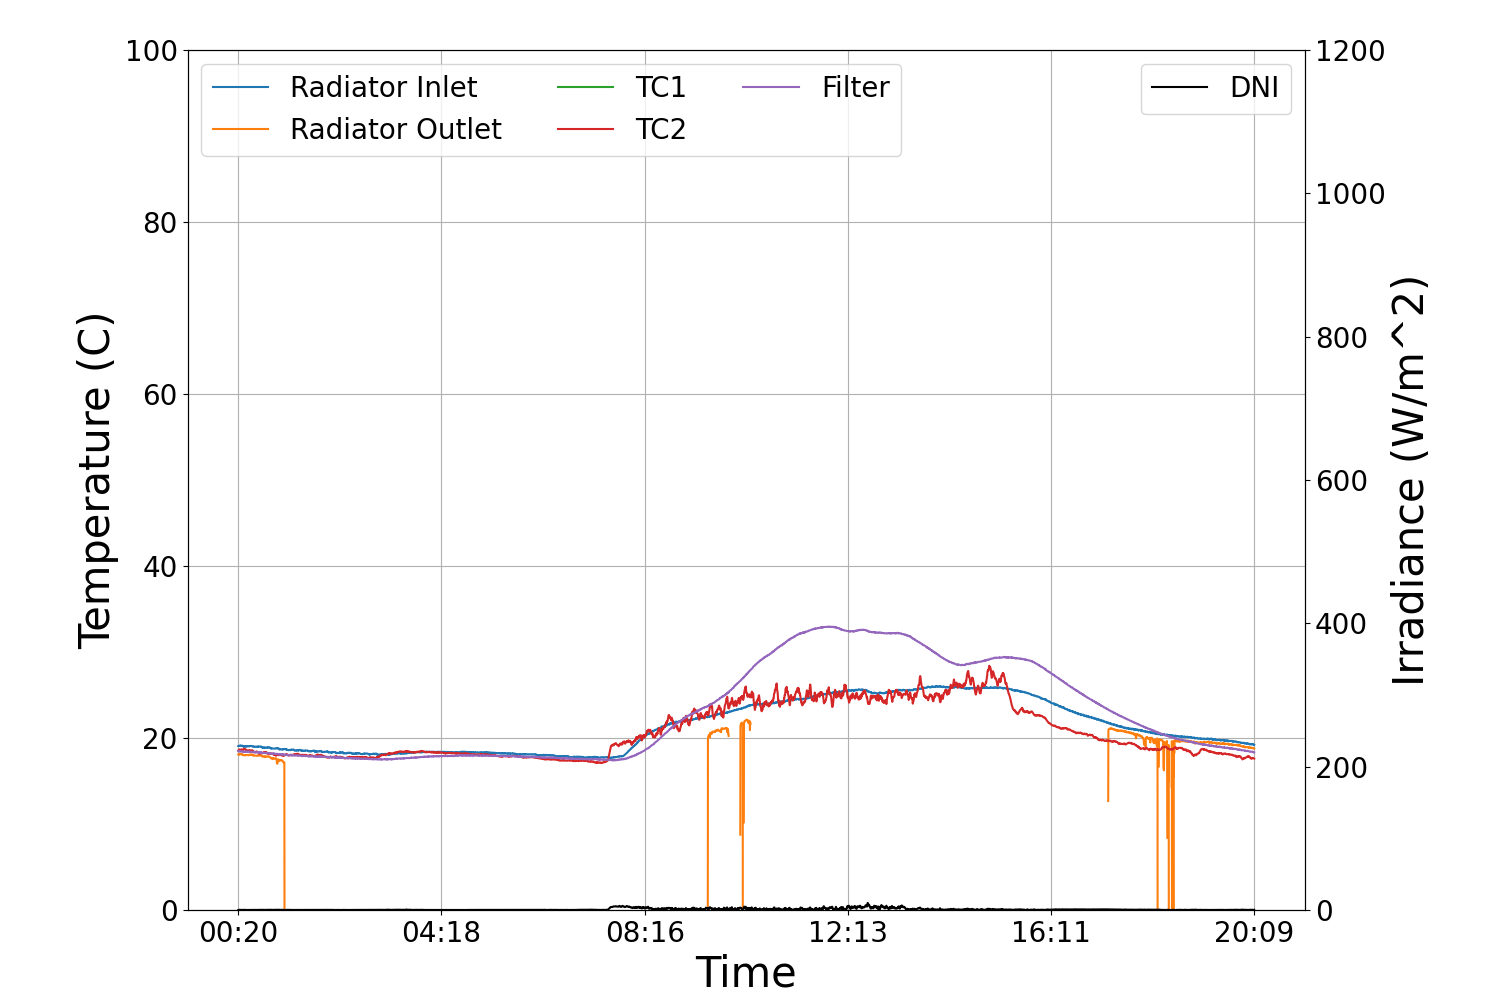 100
80
60
40
20
0
Temperature (C)
Radiator Inlet
Radiator Outlet
TC1
TC2
Filter
DNI
1200
1000
800
600
400
200
0
Irradiance (W/m^2)
00:20 04:18 08:16 12:13 16:11 20:09
Time